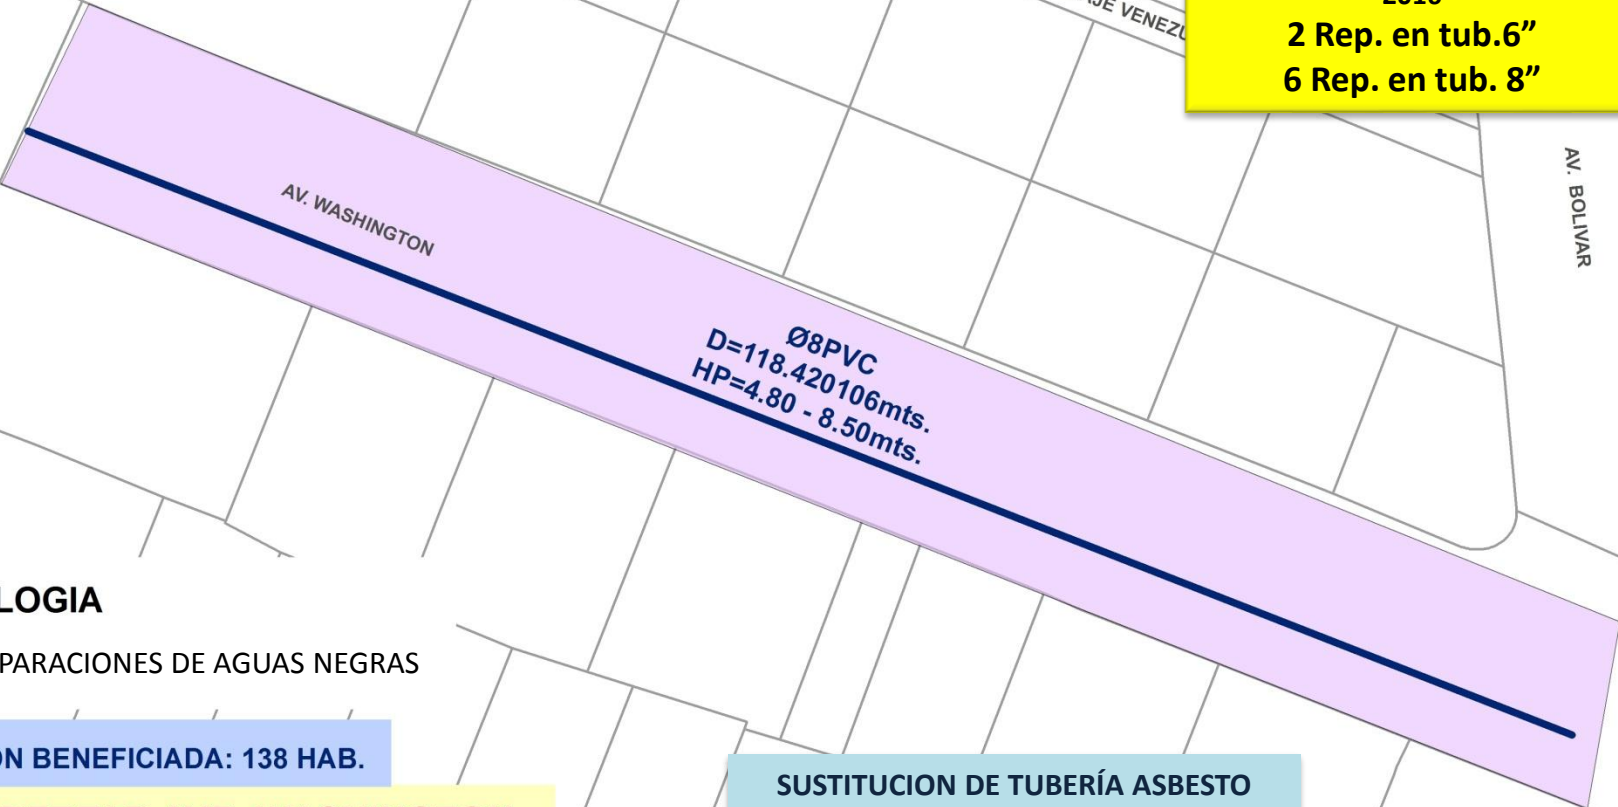 VENEZU
2 Rep. en tub.6”
6 Rep. en tub. 8”
AV. BOLIVAR
AV. WASHINGTON
Ø8PVC
D=118.420106mts.
HP=4.80 - 8.50mts.
LOGIA
PARACIONES DE AGUAS NEGRAS
ON BENEFICIADA: 138 HAB.
SUSTITUCION DE TUBERÍA ASBESTO